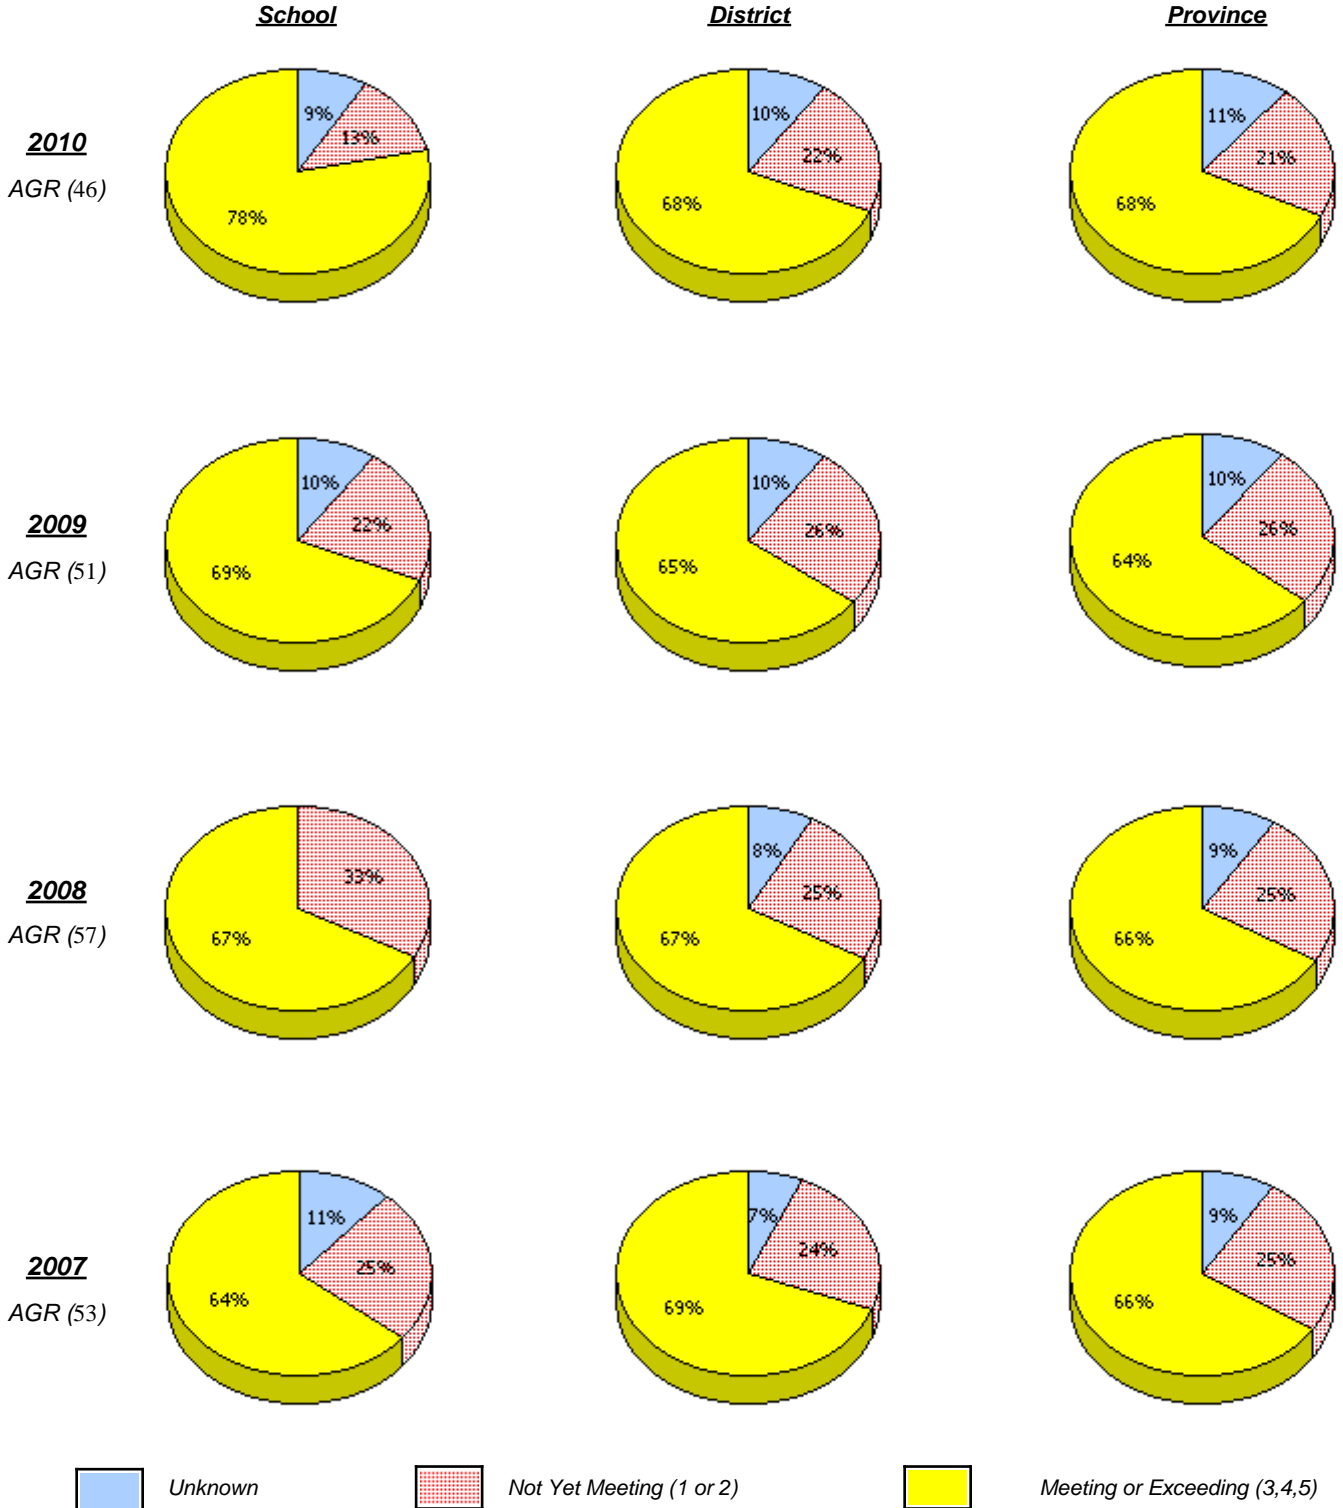 School District Province
9% 10% 11%
13% 22% 21%
2010
AGR (46)
78% 68% 68%
10% 10% 10%
22% 26% 26%
2009
AGR (51)
69% 65% 64%
8% 9%
33% 25% 25%
2008
AGR (57)
67% 67% 66%
11% 7% 9%
25% 24% 25%
2007
AGR (53)
64% 69% 66%
Unknown Not Yet Meeting (1 or 2) Meeting or Exceeding (3,4,5)